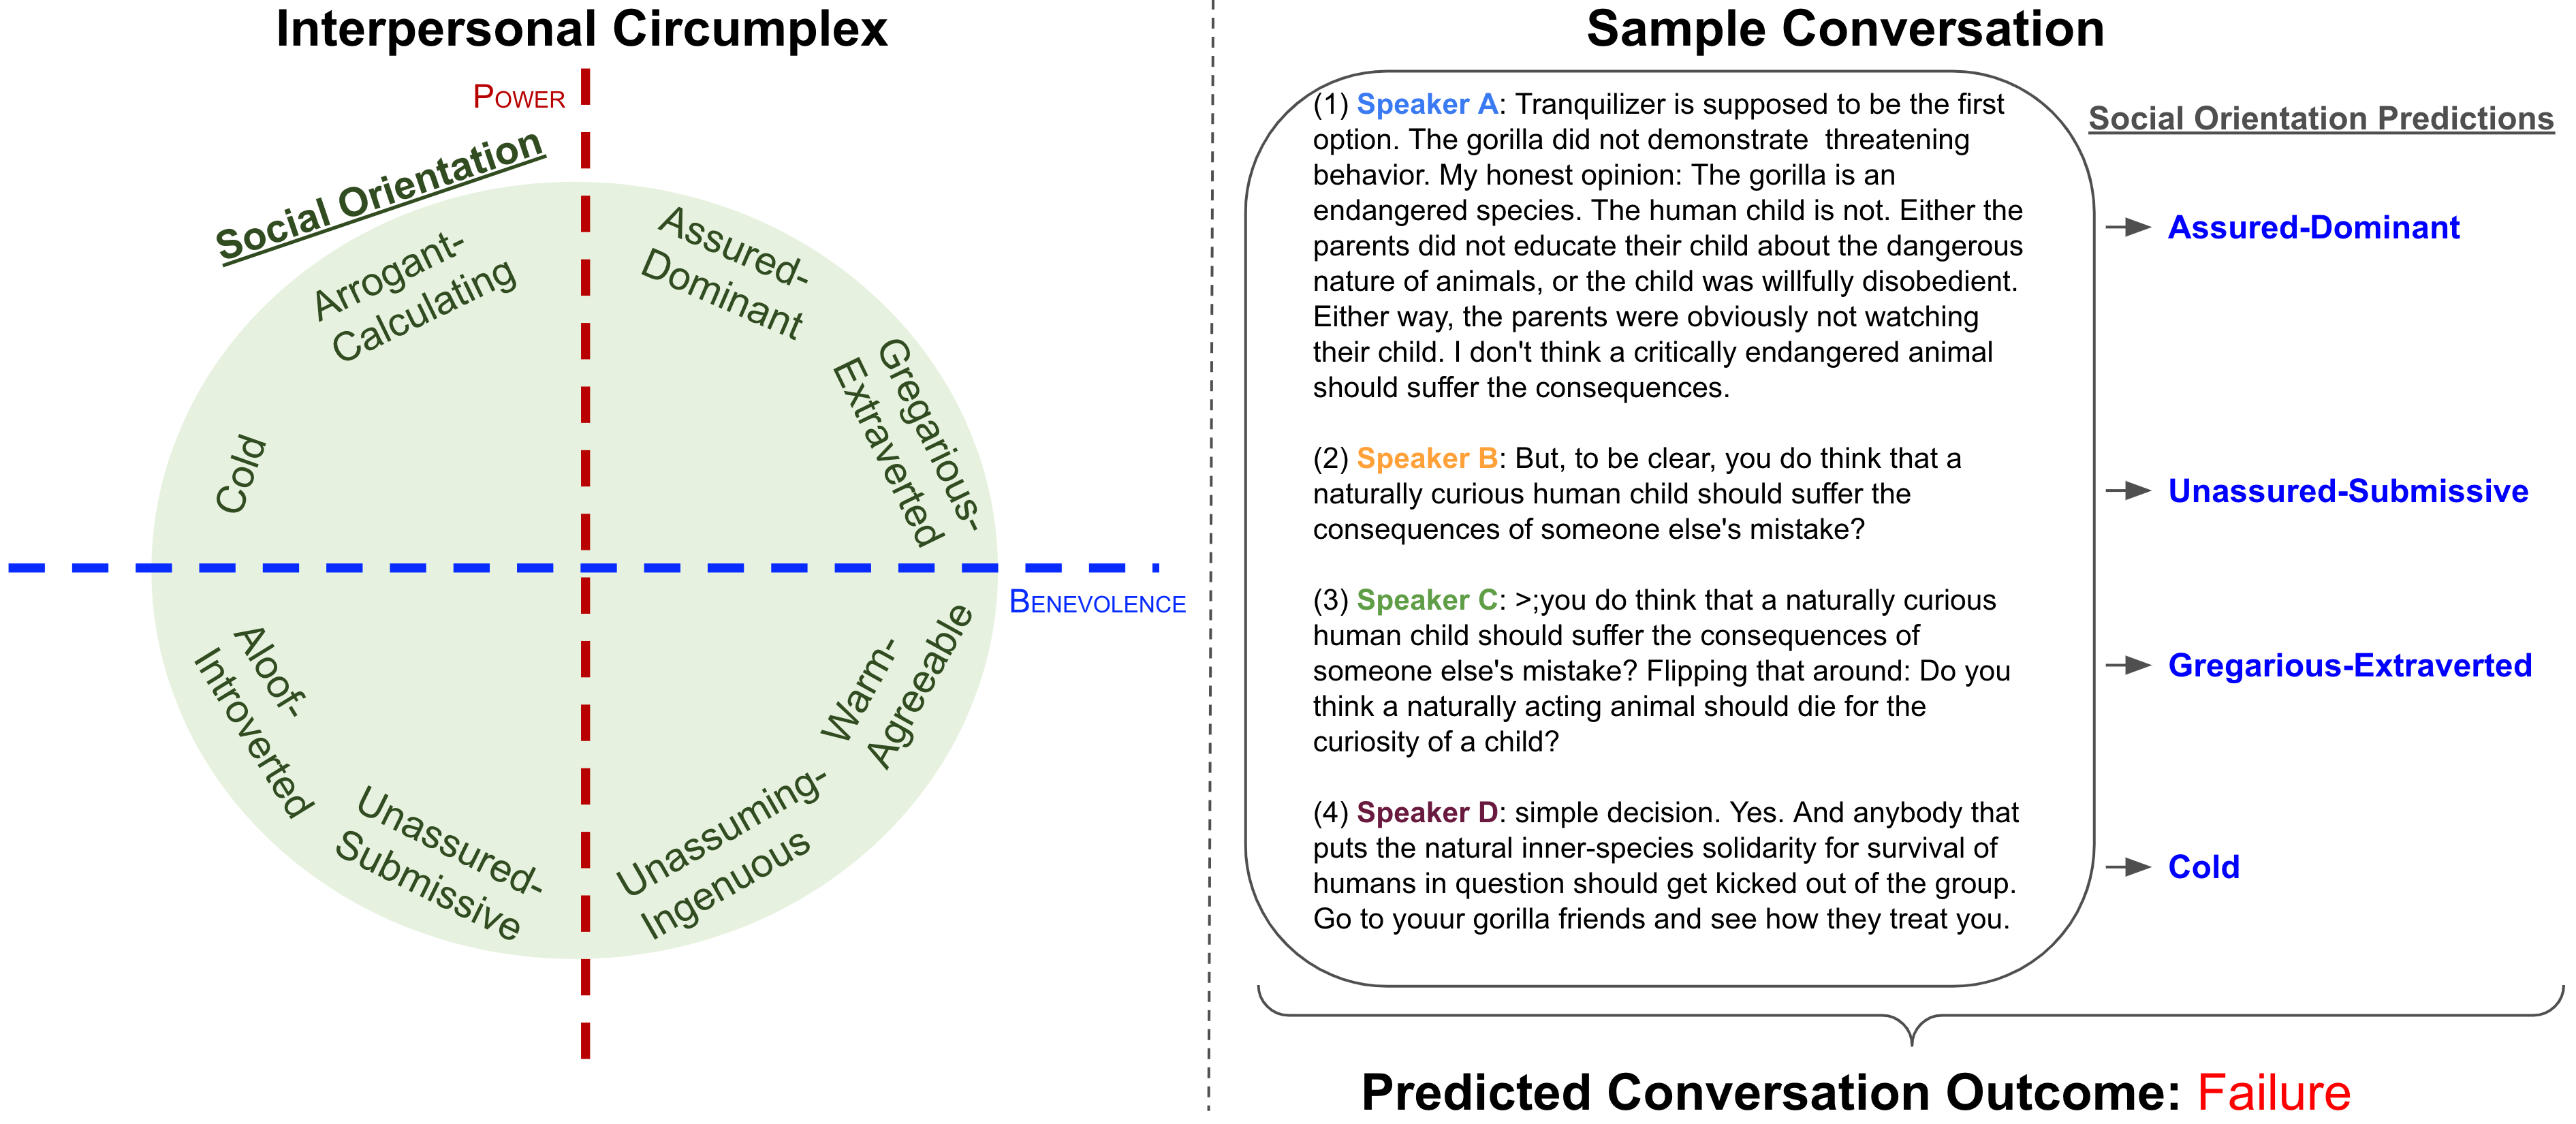 Interpersonal Circumplex
POWER
Social Orientation
Arrogant-
Calculating
Assured-
Dominant
Gregarious-
Extraverted
Cold
BENEVOLENCE
Aloof-
Introverted
Warm-
Agreeable
Unassured-
Submissive
Unassuming-
Ingenuous
Sample Conversation
Social Orientation Predictions
(1) Speaker A: Tranquilizer is supposed to be the first
option. The gorilla did not demonstrate  threatening
behavior. My honest opinion: The gorilla is an
endangered species. The human child is not. Either the
parents did not educate their child about the dangerous
nature of animals, or the child was willfully disobedient.
Either way, the parents were obviously not watching
their child. I don't think a critically endangered animal
should suffer the consequences.
Assured-Dominant
(2) Speaker B: But, to be clear, you do think that a
naturally curious human child should suffer the
consequences of someone else's mistake?
Unassured-Submissive
(3) Speaker C: >;you do think that a naturally curious
human child should suffer the consequences of
someone else's mistake? Flipping that around: Do you
think a naturally acting animal should die for the
curiosity of a child?
Gregarious-Extraverted
(4) Speaker D: simple decision. Yes. And anybody that
puts the natural inner-species solidarity for survival of
humans in question should get kicked out of the group.
Go to youur gorilla friends and see how they treat you.
Cold
Predicted Conversation Outcome: Failure